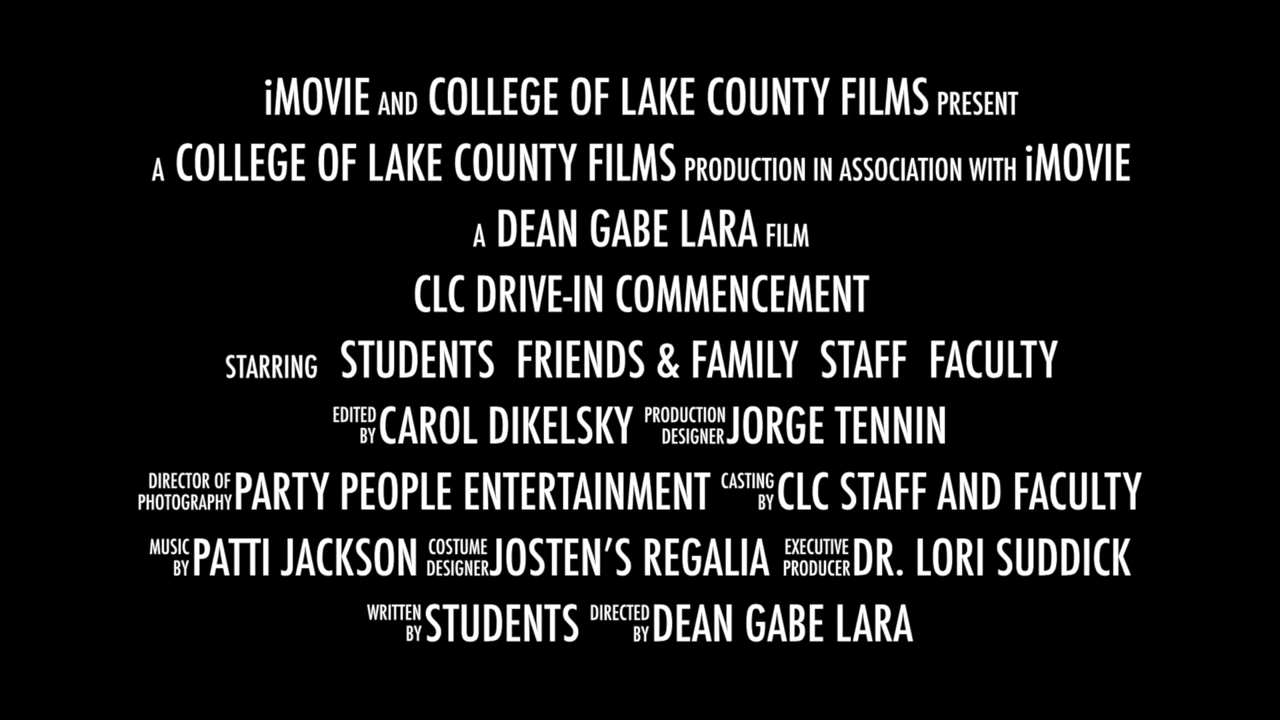 iMOVIE AND COLLEGE OF LAKE COUNTY FILMS PRESENT
A COLLEGE OF LAKE COUNTY FILMS PRODUCTION IN ASSOCIATION WITH iMOVIE
A DEAN GABE LARA FILM
CLC DRIVE-IN COMMENCEMENT
STARRING STUDENTS FRIENDS & FAMILY STAFF FACULTY
EDITED BY CAROL DIKELSKY PRODUCTION DESIGNER JORGE TENNIN
DIRECTOR OF PHOTOGRAPHY PARTY PEOPLE ENTERTAINMENT CASTING BY CLC STAFF AND FACULTY
MUSIC BY PATTI JACKSON COSTUME DESIGNER JOSTEN'S REGALIA EXECUTIVE PRODUCER DR. LORI SUDDICK
WRITTEN BY STUDENTS DIRECTED BY DEAN GABE LARA